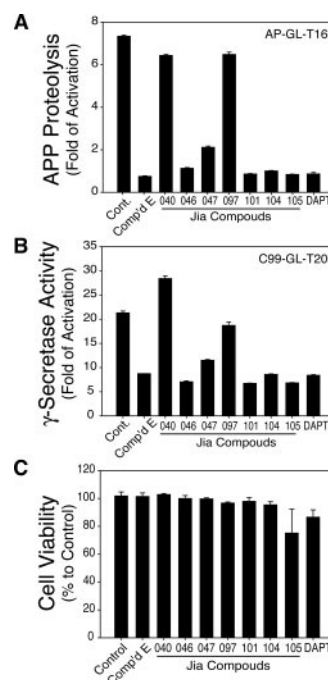 A
AP-GL-T16
APP Proteolysis
(Fold of Activation)
8
6
4
2
0
Cont.
Comp'd E
040
046
047
097
101
104
105
DAPT
Jia Compouds
B
C99-GL-T20
γ-Secretase Activity
(Fold of Activation)
35
30
25
20
15
10
5
0
Cont.
Comp'd E
040
046
047
097
101
104
105
DAPT
Jia Compouds
C
Cell Viability
(% to Control)
120
100
80
60
40
20
0
Control
Comp'd E
040
046
047
097
101
104
105
DAPT
Jia Compounds